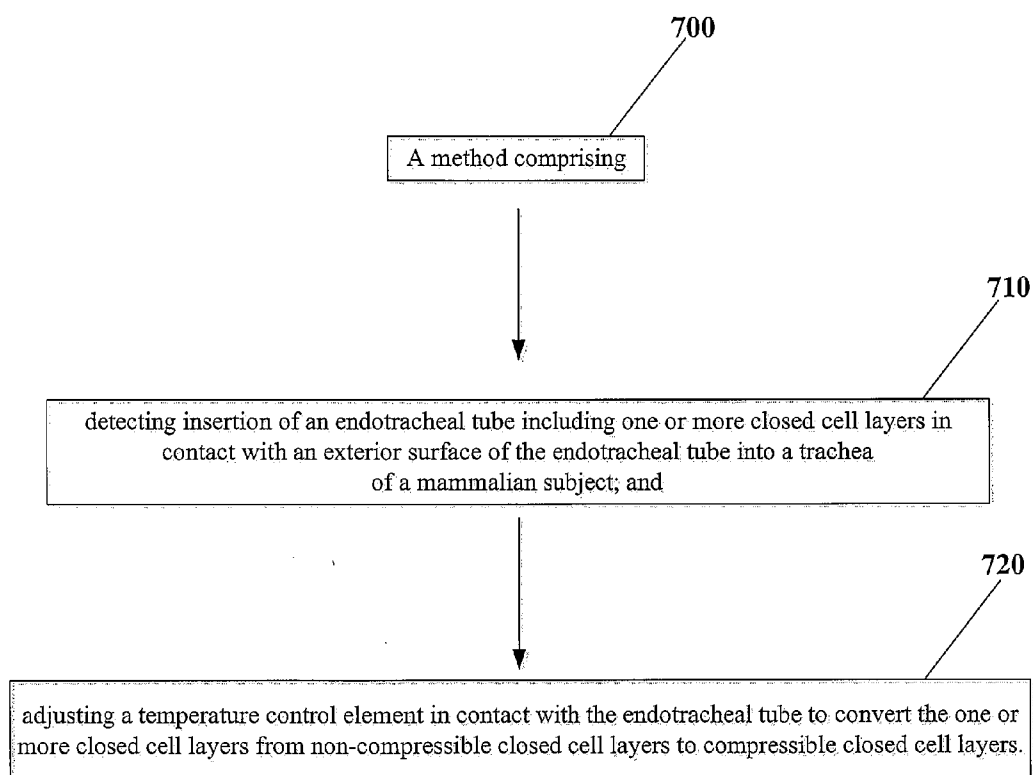 700
A method comprising
710
detecting insertion of an endotracheal tube including one or more closed cell layers in
contact with an exterior surface of the endotracheal tube into a trachea
of a mammalian subject; and
720
adjusting a temperature control element in contact with the endotracheal tube to convert the one or
more closed cell layers from non-compressible closed cell layers to compressible closed cell layers.